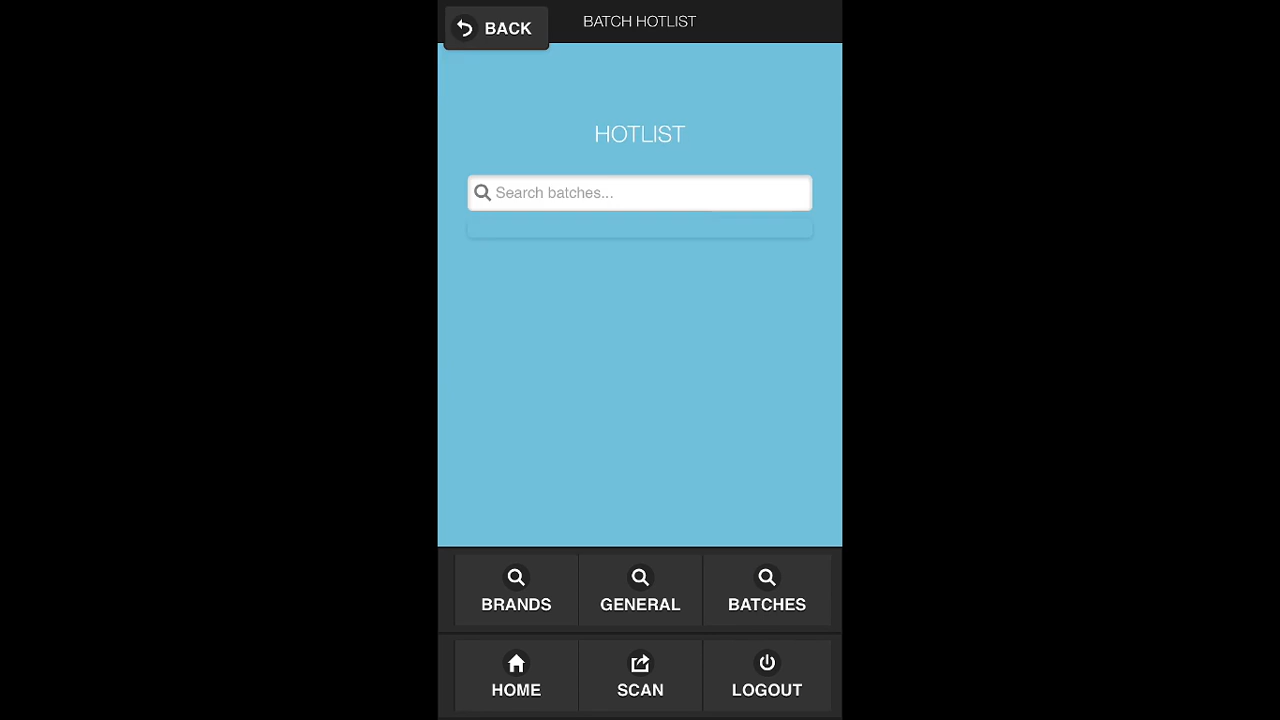 BACK
BATCH HOTLIST
HOTLIST
Search batches...
BRANDS
GENERAL
BATCHES
HOME
SCAN
LOGOUT